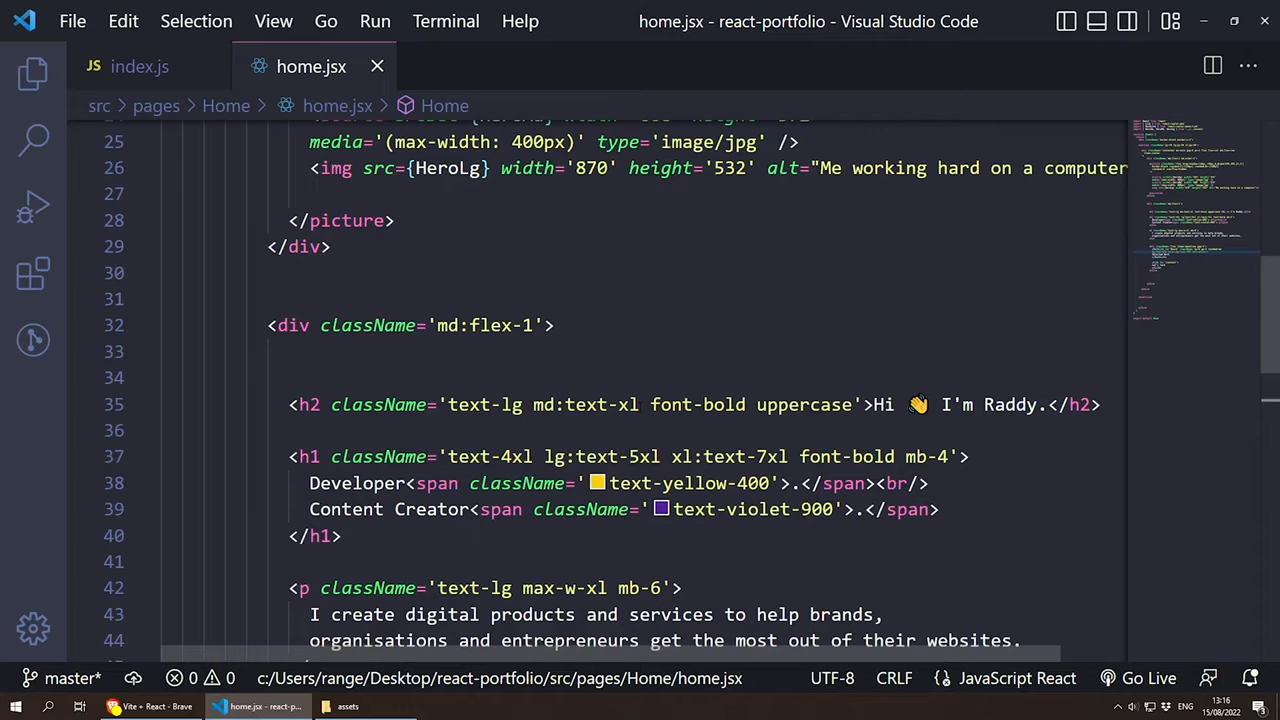 File Edit Selection View Go Run Terminal Help home.jsx - react-portfolio - Visual Studio Code
JS index.js home.jsx
src > pages > Home > home.jsx > Home
25 media='(max-width: 400px)' type='image/jpg' />
26 <img src={HeroLg} width='870' height='532' alt="Me working hard on a computer
27
28 </picture>
29 </div>
30
31
32 <div className='md:flex-1'>
33
34
35 <h2 className='text-lg md:text-xl font-bold uppercase'>Hi 👋 I'm Raddy.</h2>
36
37 <h1 className='text-4xl lg:text-5xl xl:text-7xl font-bold mb-4'>
38 Developer<span className='text-yellow-400'>.</span><br/>
39 Content Creator<span className='text-violet-900'>.</span>
40 </h1>
41
42 <p className='text-lg max-w-xl mb-6'>
43 I create digital products and services to help brands,
44 organisations and entrepreneurs get the most out of their websites.
master* 0 0 c:/Users/range/Desktop/react-portfolio/src/pages/Home/home.jsx UTF-8 CRLF {} JavaScript React Go Live
Vite + React - Brave home.jsx - react-p... assets ENG 13:16
15/08/2022